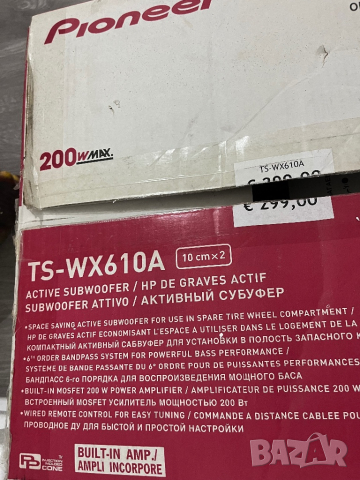 Pioneer
200WMAX.
TS-WX610A
€ 299,00
TS-WX610A 10 cm×2
ACTIVE SUBWOOFER / HP DE GRAVES ACTIF
SUBWOOFER ATTIVO / АКТИВНЫЙ САБУФЕР
•SPACE SAVING ACTIVE SUBWOOFER FOR USE IN SPARE TIRE WHEEL COMPARTMENT /
HP DE GRAVES ACTIF ECONOMISANT L'ESPACE A UTILISER DANS LE LOGEMENT DE LA
КОМПАКТНЫЙ АКТИВНЫЙ САБВУФЕР ДЛЯ УСТАНОВКИ В ПОЛОСТЬ ЗАПАСНОГО
•6TH ORDER BANDPASS SYSTEM FOR POWERFUL BASS PERFORMANCE /
SYSTEME DE BANDE PASSANTE DU 6e ORDRE POUR DE PUISSANTES PERFORMANCES
БАНДПАСС 6-го ПОРЯДКА ДЛЯ ВОСПРОИЗВЕДЕНИЯ МОЩНОГО БАСА
•BUILT-IN MOSFET 200 W POWER AMPLIFIER / AMPLIFICATEUR DE PUISSANCE 200 W
ВСТРОЕННЫЙ MOSFET УСИЛИТЕЛЬ МОЩНОСТЬЮ 200 Вт
•WIRED REMOTE CONTROL FOR EASY TUNING / COMMANDE A DISTANCE CABLEE POU
ПРОВОДНОЕ ДУ ДЛЯ БЫСТРОЙ И ПРОСТОЙ НАСТРОЙКИ
BUILT-IN AMP./
AMPLI INCORPORE
CONE
BAZAR